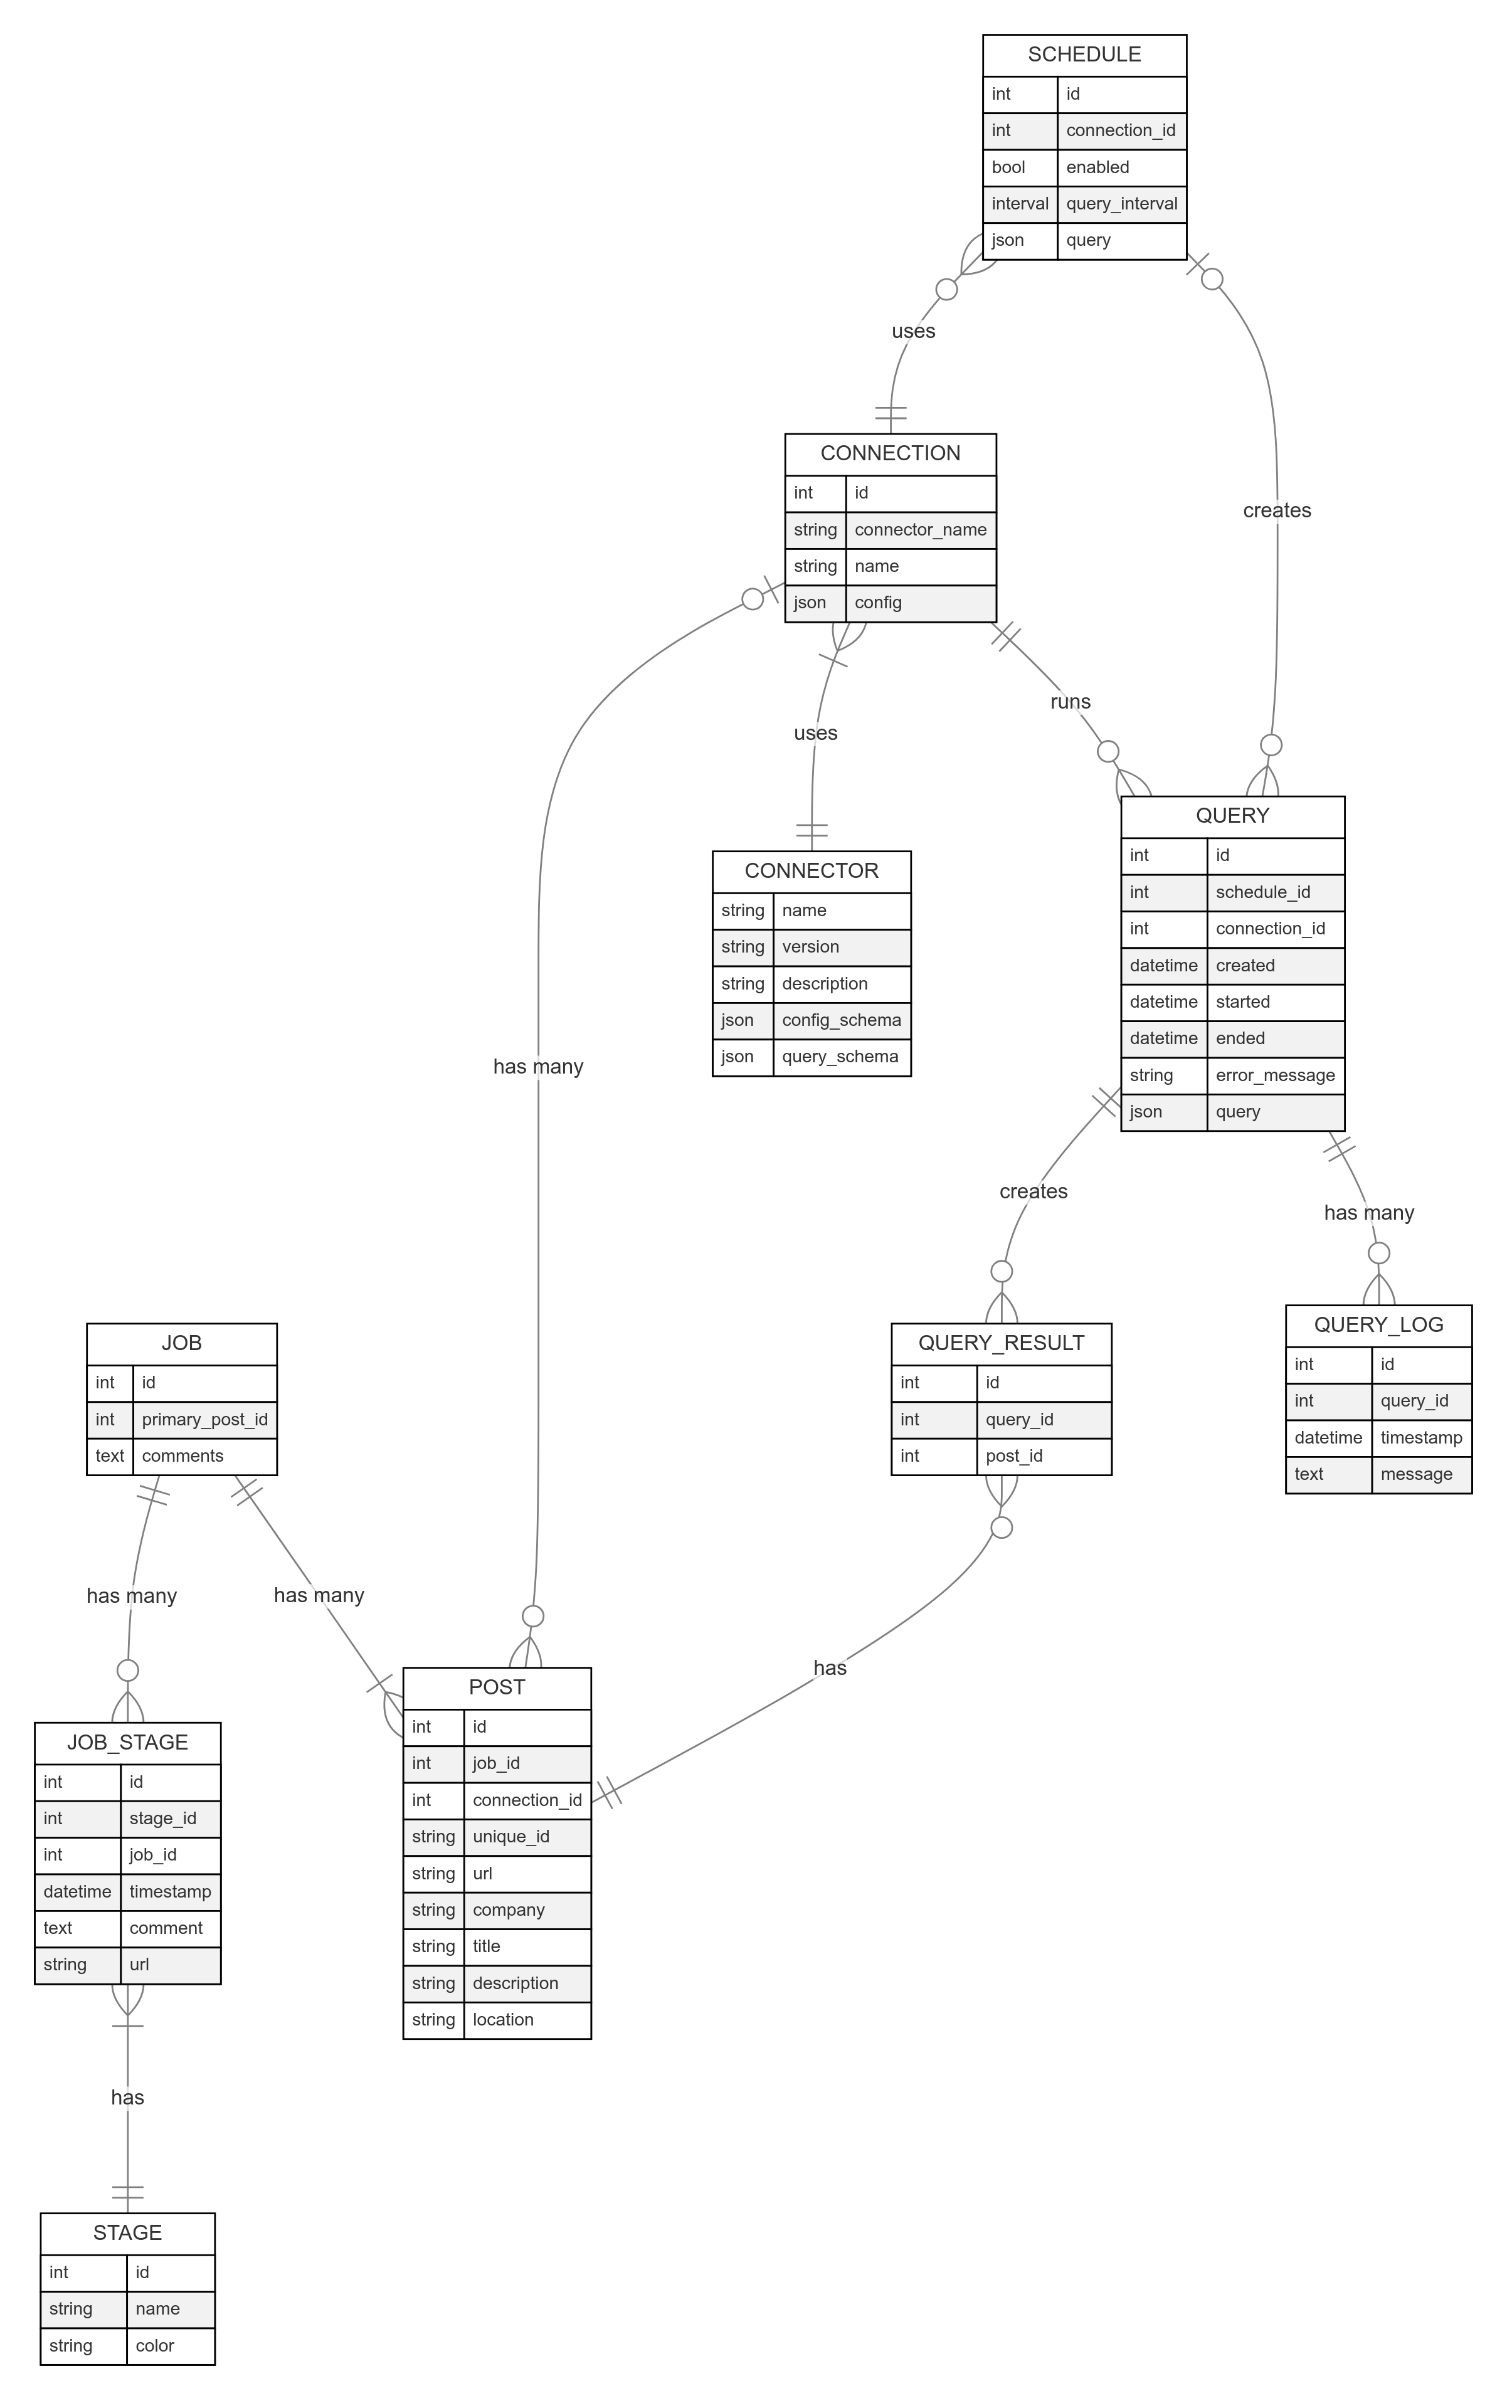 SCHEDULE
int id
int connection_id
bool enabled
interval query_interval
json query
uses
creates
CONNECTION
int id
string connector_name
string name
json config
runs
uses
has many
CONNECTOR
string name
string version
string description
json config_schema
json query_schema
QUERY
int id
int schedule_id
int connection_id
datetime created
datetime started
datetime ended
string error_message
json query
creates
has many
JOB
int id
int primary_post_id
text comments
QUERY_RESULT
int id
int query_id
int post_id
QUERY_LOG
int id
int query_id
datetime timestamp
text message
has many
has many
has
JOB_STAGE
int id
int stage_id
int job_id
datetime timestamp
text comment
string url
POST
int id
int job_id
int connection_id
string unique_id
string url
string company
string title
string description
string location
has
STAGE
int id
string name
string color